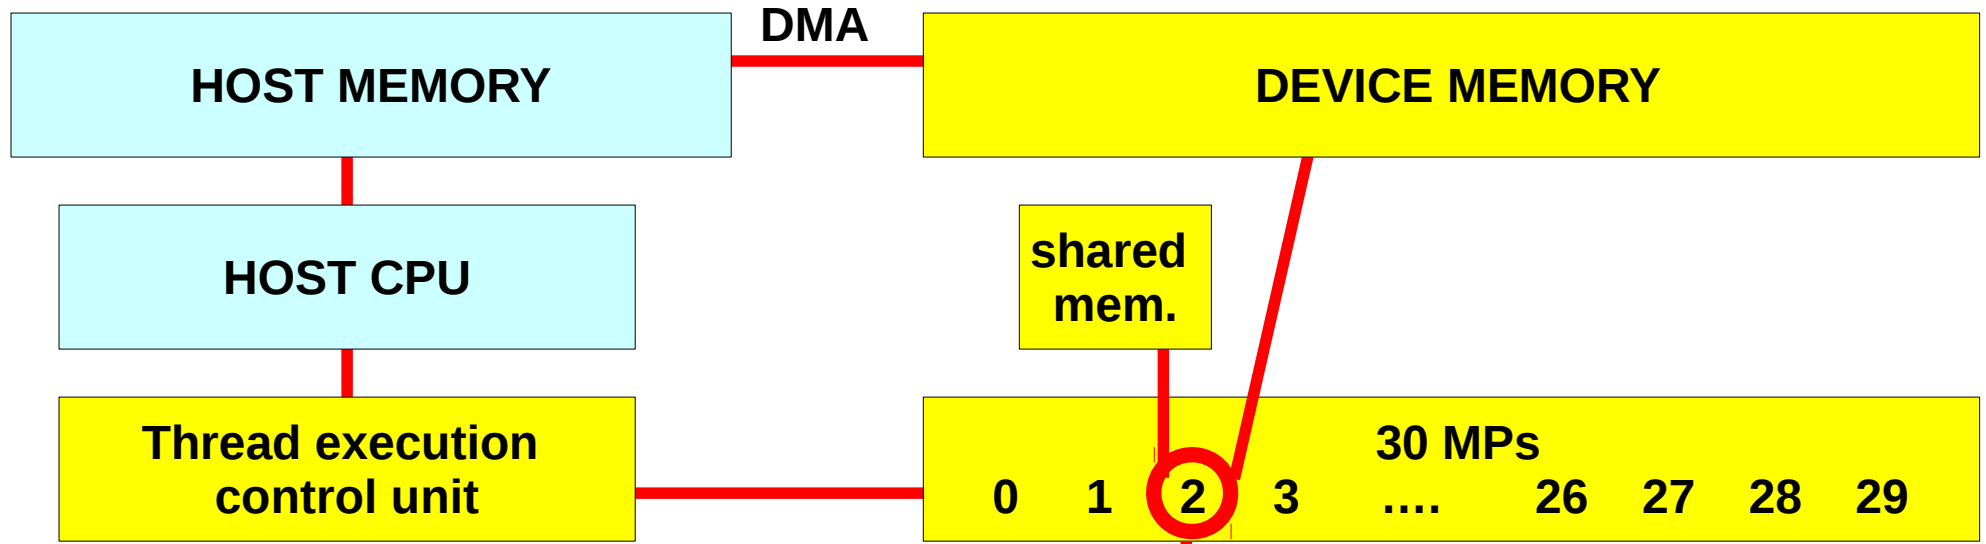 DMA
HOST MEMORY
DEVICE MEMORY
HOST CPU
shared
mem.
Thread execution
control unit
30 MPs
0 1 2 3 .... 26 27 28 29